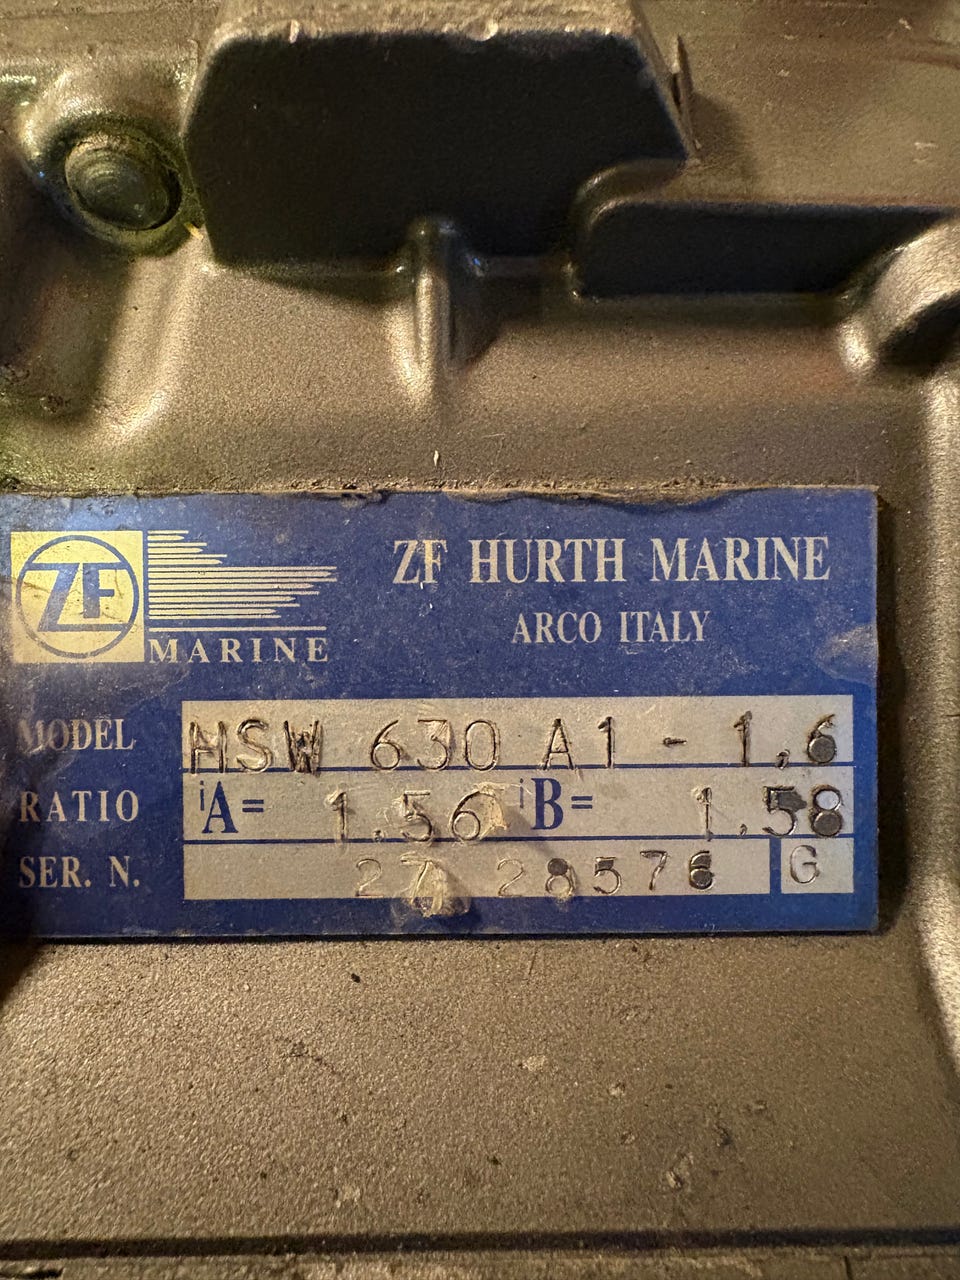 ZF
MARINE
ZF HURTH MARINE
ARCO ITALY
MODEL HSW 630 A1 - 1,6
RATIO iA= 1.56 iB= 1.58
SER. N. 27 28576 G